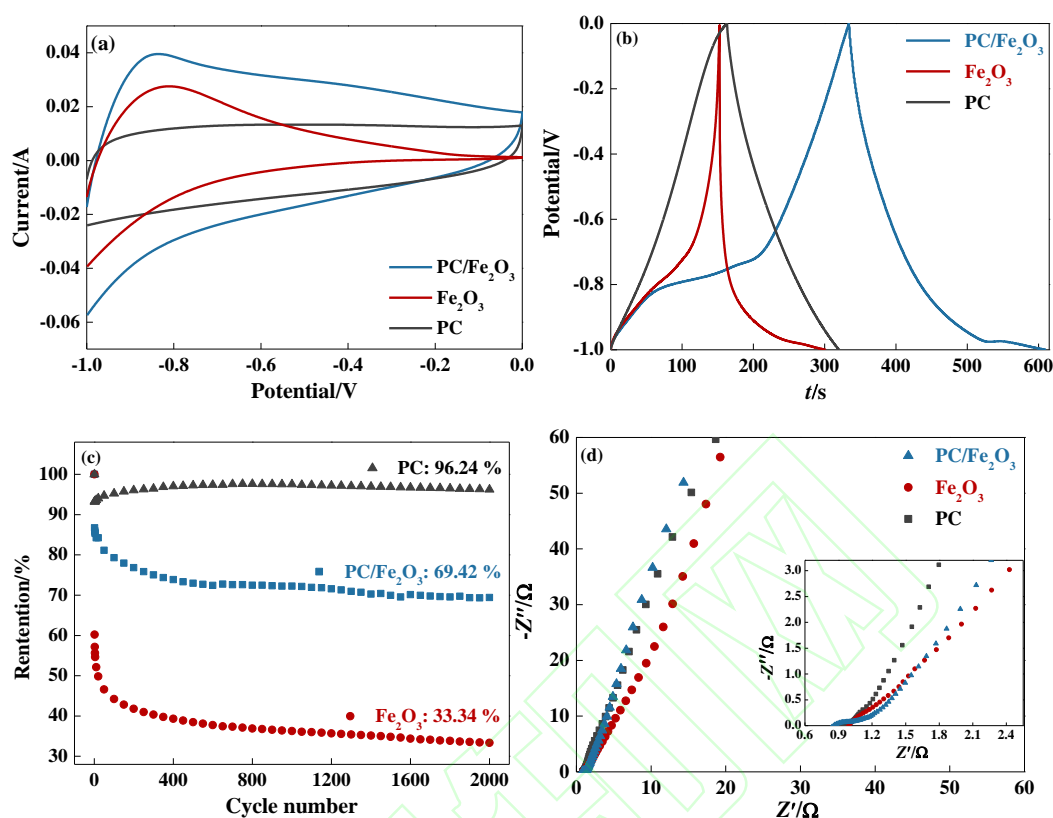 (a)
0.04
0.02
0.00
-0.02
-0.04
-0.06
Current/A
PC/Fe₂O₃
Fe₂O₃
PC
-1.0 -0.8 -0.6 -0.4 -0.2 0.0
Potential/V
(b)
0.0
-0.2
-0.4
-0.6
-0.8
-1.0
Potential/V
PC/Fe₂O₃
Fe₂O₃
PC
0 100 200 300 400 500 600
t/s
(c)
100
90
80
70
60
50
40
30
Rentention/%
PC: 96.24 %
PC/Fe₂O₃: 69.42 %
Fe₂O₃: 33.34 %
0 400 800 1200 1600 2000
Cycle number
(d)
60
50
40
30
20
10
0
-Z''/Ω
PC/Fe₂O₃
Fe₂O₃
PC
3.0
2.5
2.0
1.5
1.0
0.5
0.0
-Z''/Ω
0.6 0.9 1.2 1.5 1.8 2.1 2.4
Z'/Ω
0 10 20 30 40 50 60
Z'/Ω